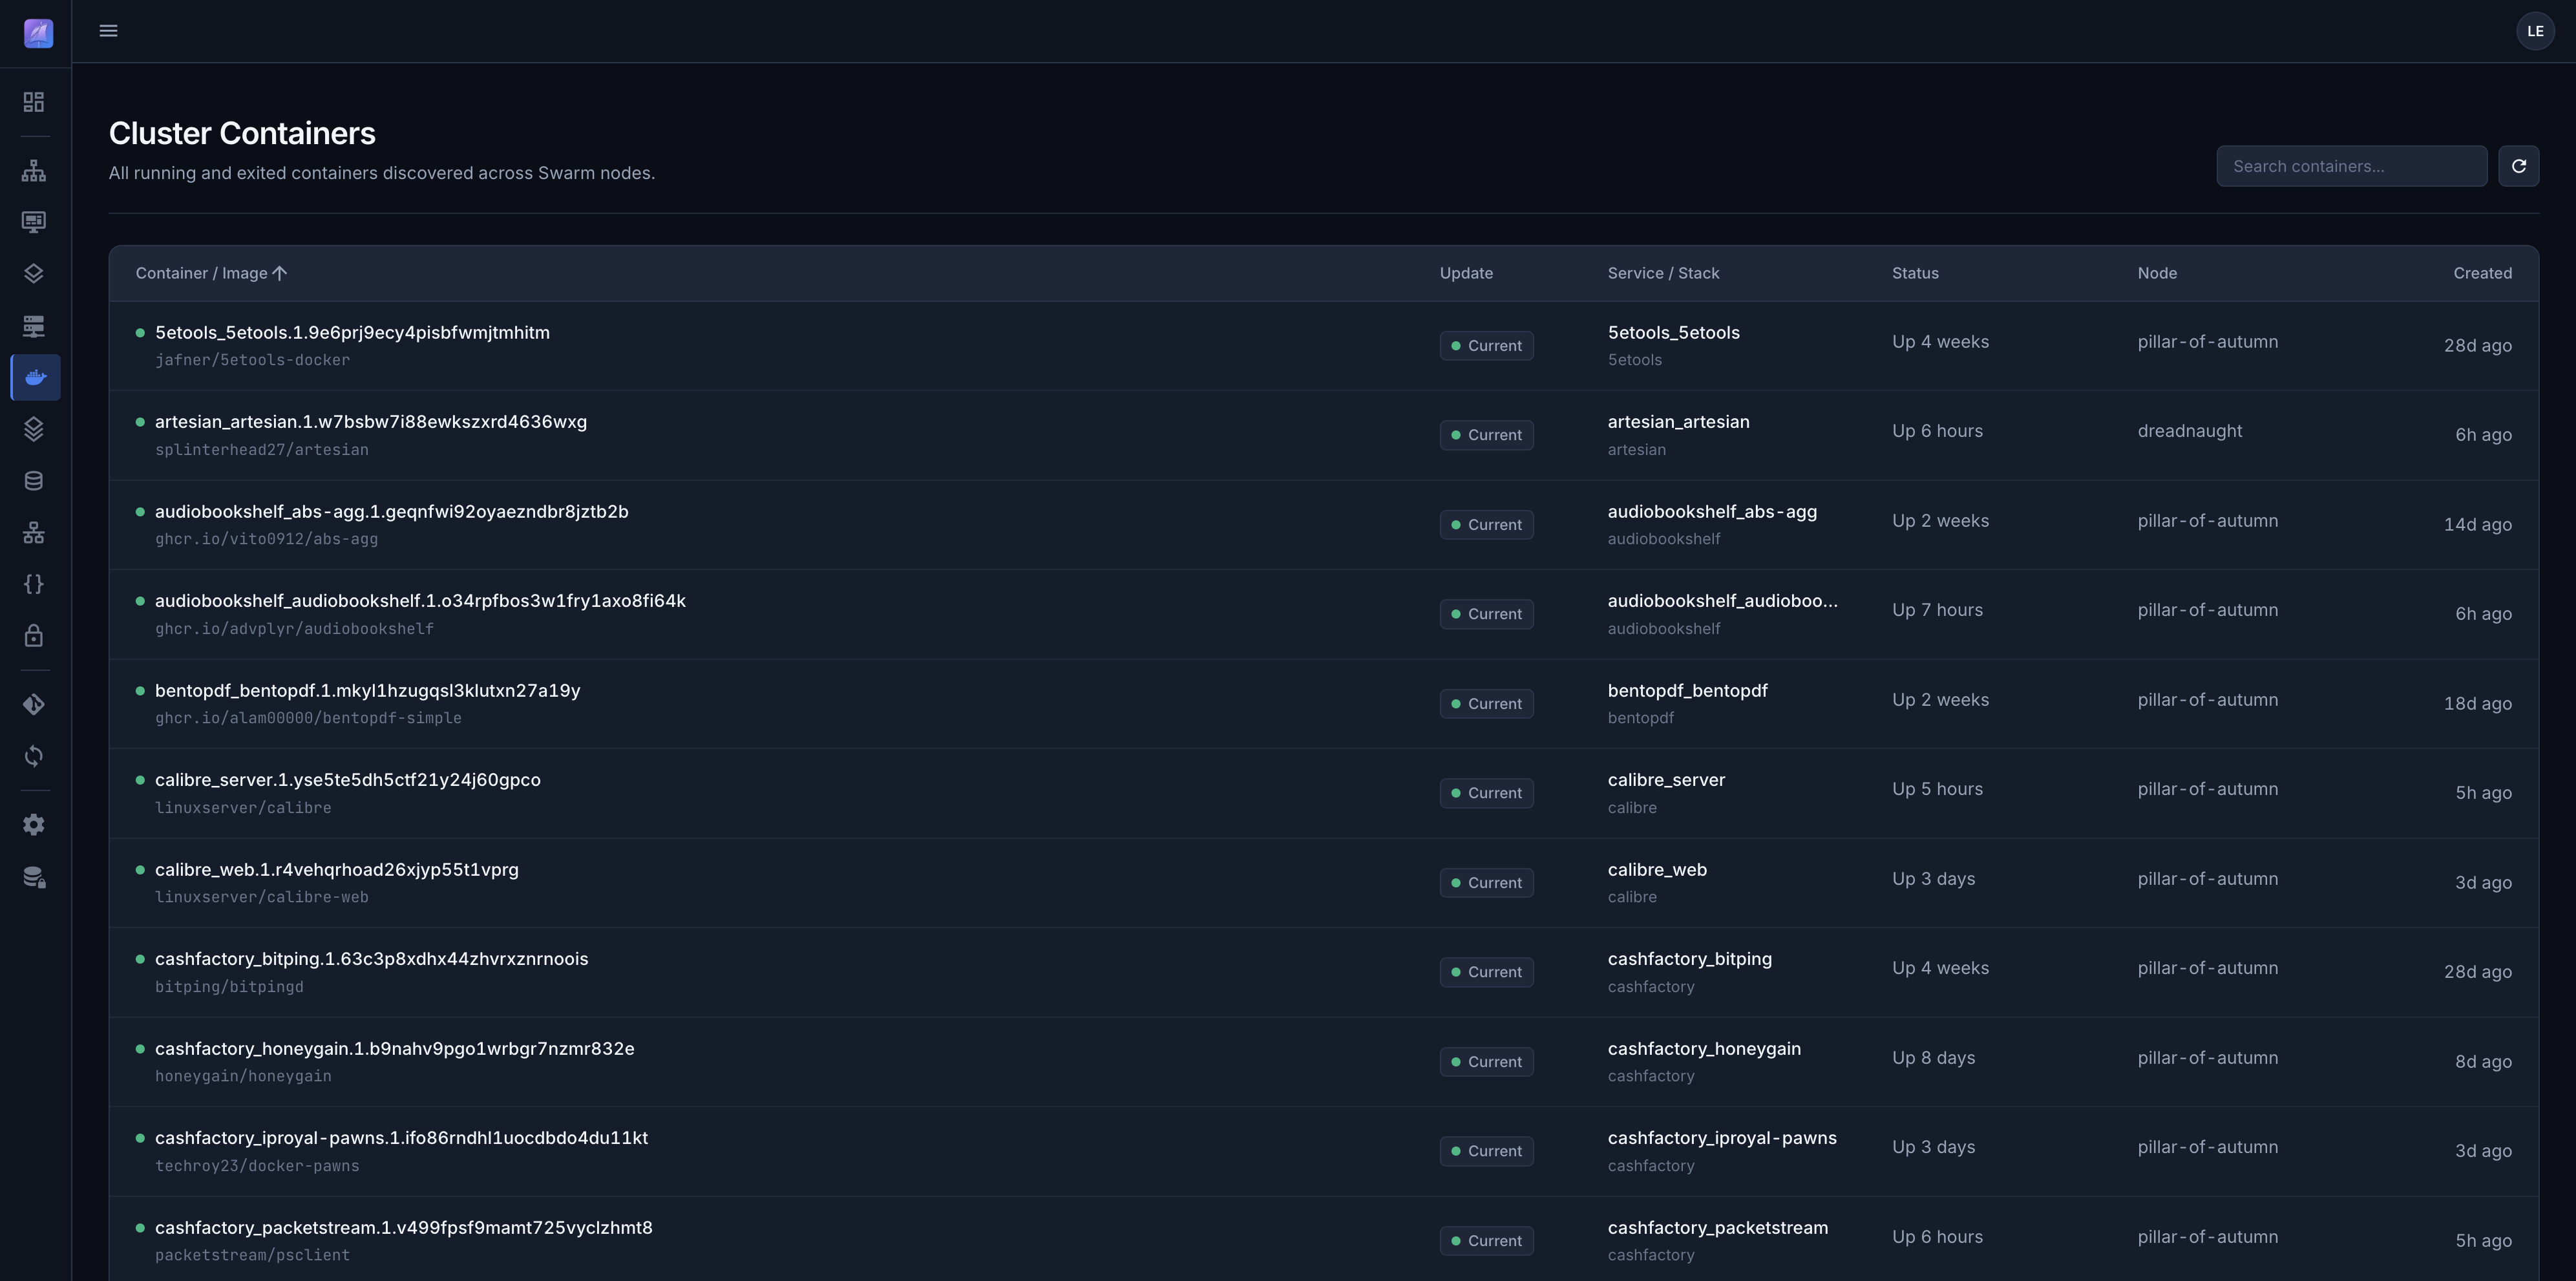 LE
Cluster Containers
All running and exited containers discovered across Swarm nodes.
Search containers...
Container / Image Update Service / Stack Status Node Created
5etools_5etools.1.9e6prj9ecy4pisbfwmjtmhitm
jafner/5etools-docker
Current
5etools_5etools
5etools
Up 4 weeks
pillar-of-autumn
28d ago
artesian_artesian.1.w7bsbw7i88ewkszxrd4636wxg
splinterhead27/artesian
Current
artesian_artesian
artesian
Up 6 hours
dreadnaught
6h ago
audiobookshelf_abs-agg.1.geqnfwi92oyaezndbr8jztb2b
ghcr.io/vito0912/abs-agg
Current
audiobookshelf_abs-agg
audiobookshelf
Up 2 weeks
pillar-of-autumn
14d ago
audiobookshelf_audiobookshelf.1.o34rpfbos3w1fry1axo8fi64k
ghcr.io/advplyr/audiobookshelf
Current
audiobookshelf_audioboo...
audiobookshelf
Up 7 hours
pillar-of-autumn
6h ago
bentopdf_bentopdf.1.mkyl1hzugqsl3klutxn27a19y
ghcr.io/alam00000/bentopdf-simple
Current
bentopdf_bentopdf
bentopdf
Up 2 weeks
pillar-of-autumn
18d ago
calibre_server.1.yse5te5dh5ctf21y24j60gpco
linuxserver/calibre
Current
calibre_server
calibre
Up 5 hours
pillar-of-autumn
5h ago
calibre_web.1.r4vehqrhoad26xjyp55t1vprg
linuxserver/calibre-web
Current
calibre_web
calibre
Up 3 days
pillar-of-autumn
3d ago
cashfactory_bitping.1.63c3p8xdhx44zhvrxznrnoois
bitping/bitpingd
Current
cashfactory_bitping
cashfactory
Up 4 weeks
pillar-of-autumn
28d ago
cashfactory_honeygain.1.b9nahv9pgo1wrbgr7nzmr832e
honeygain/honeygain
Current
cashfactory_honeygain
cashfactory
Up 8 days
pillar-of-autumn
8d ago
cashfactory_iproyal-pawns.1.ifo86rndhl1uocdbdo4du11kt
techroy23/docker-pawns
Current
cashfactory_iproyal-pawns
cashfactory
Up 3 days
pillar-of-autumn
3d ago
cashfactory_packetstream.1.v499fpsf9mamt725vyclzhmt8
packetstream/psclient
Current
cashfactory_packetstream
cashfactory
Up 6 hours
pillar-of-autumn
5h ago